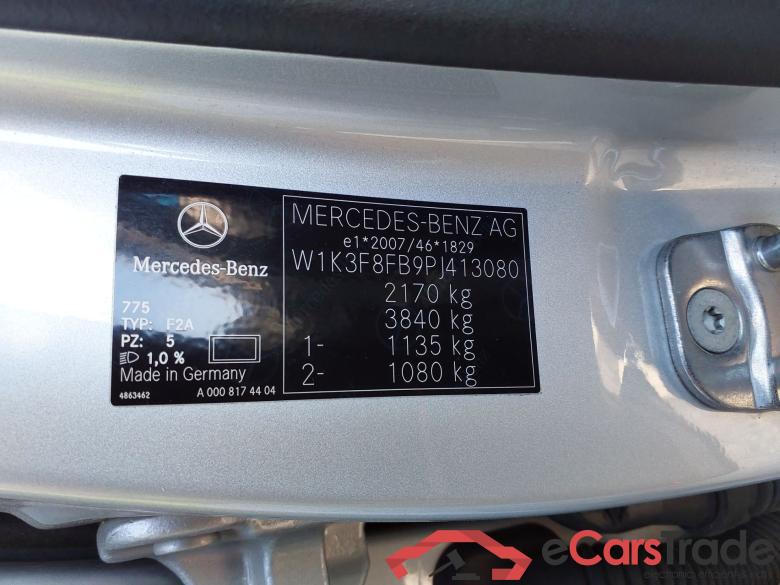 Mercedes-Benz
775
TYP: F2A
PZ: 5
1,0 %
Made in Germany
4863462
A 000 817 44 04
MERCEDES-BENZ AG
e1*2007/46*1829
W1K3F8FB9PJ413080
2170 kg
3840 kg
1- 1135 kg
2- 1080 kg
eCarsTrade